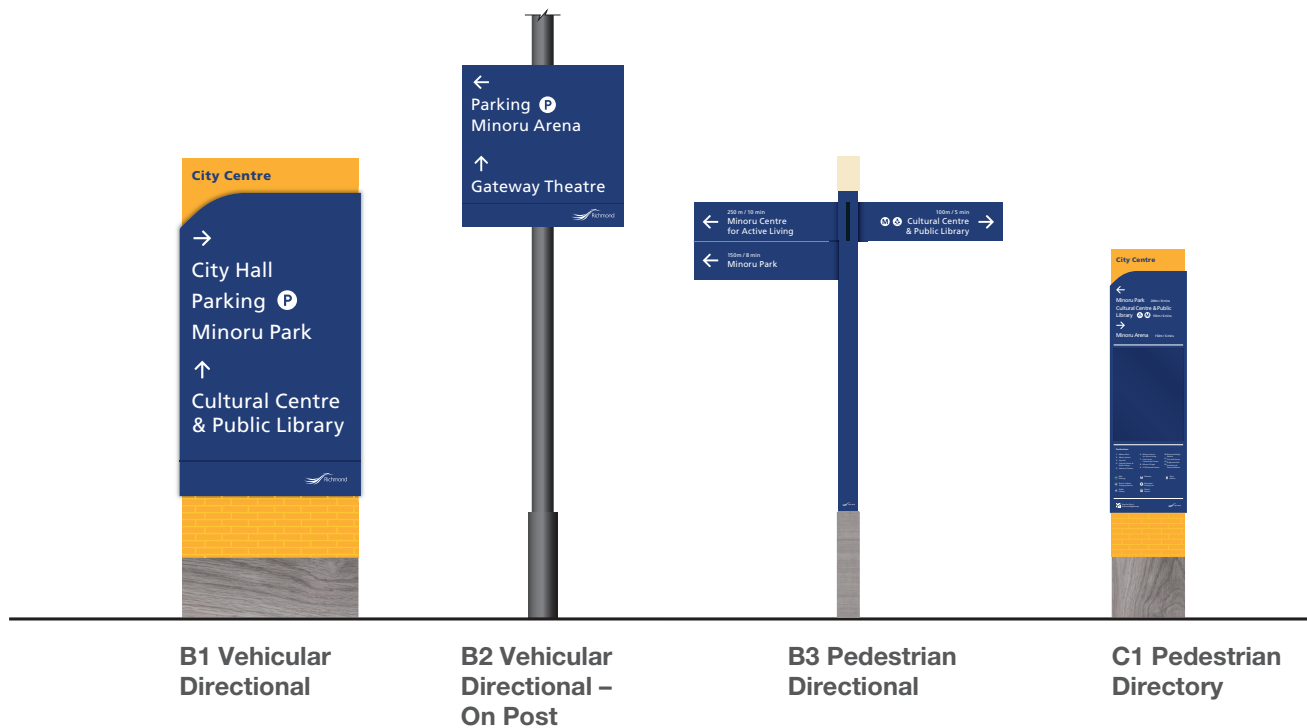 City Centre
City Hall
Parking P
Minoru Park
Cultural Centre
& Public Library
Richmond
Parking P
Minoru Arena
Gateway Theatre
Richmond
250 m / 10 min
Minoru Centre
for Active Living
150m / 8 min
Minoru Park
100m / 5 min
M Cultural Centre
& Public Library
City Centre
Minoru Park
Cultural Centre & Public
Library
Minoru Arena
B1 Vehicular
Directional
B2 Vehicular
Directional –
On Post
B3 Pedestrian
Directional
C1 Pedestrian
Directory